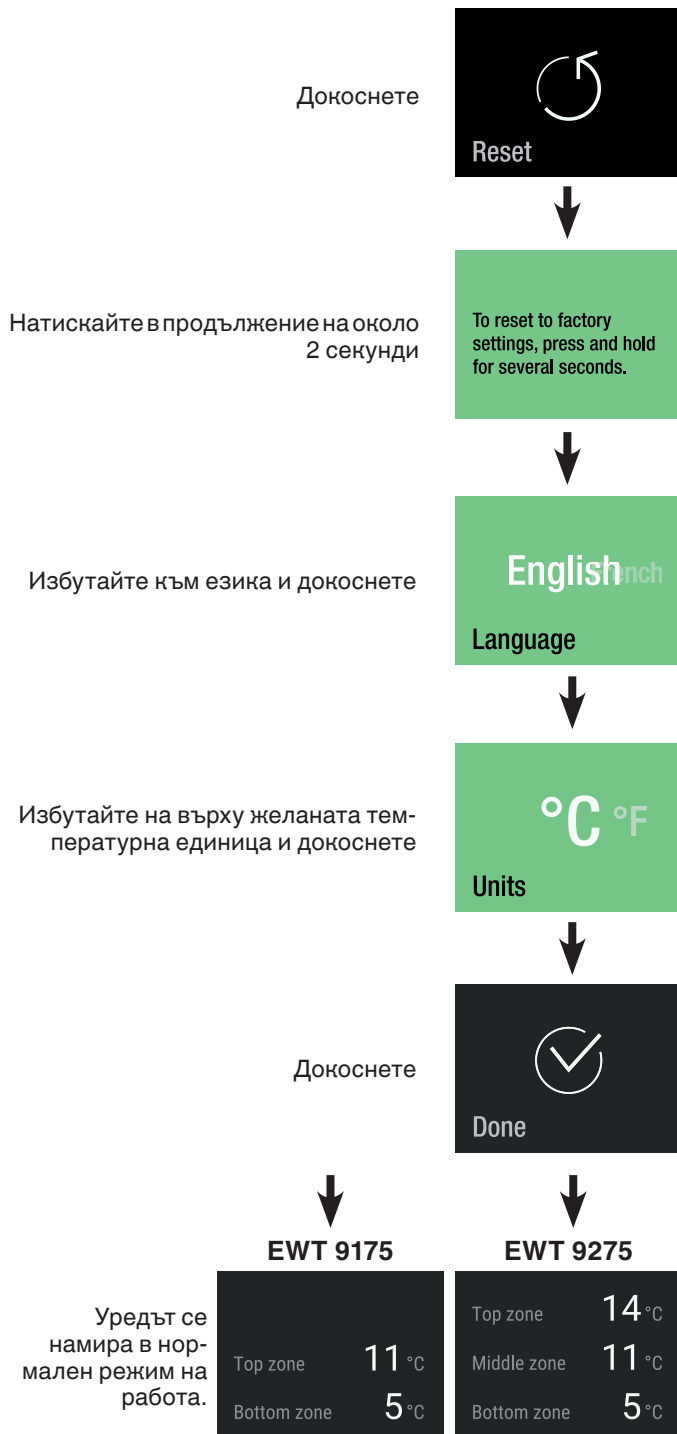 Докоснете
Reset
Натискайте в продължение на около
2 секунди
To reset to factory
settings, press and hold
for several seconds.
Избутайте към езика и докоснете
English French
Language
Избутайте на върху желаната тем-
пературна единица и докоснете
°C °F
Units
Докоснете
Done
EWT 9175
EWT 9275
Уредът се
намира в нор-
мален режим на
работа.
Top zone 11 °C
Bottom zone 5 °C
Top zone 14 °C
Middle zone 11 °C
Bottom zone 5 °C